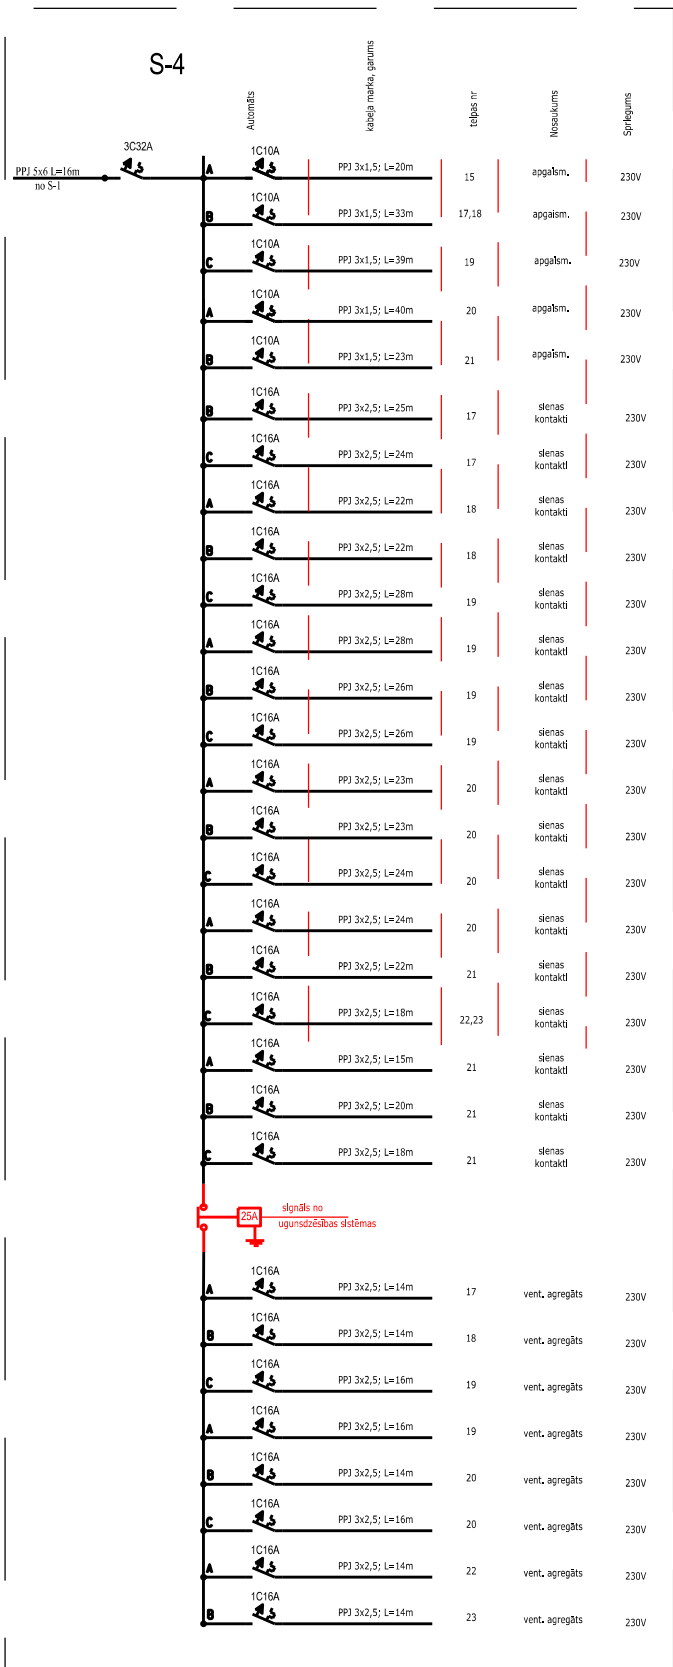 S-4
Automāts
kabeļa marka, garums
telpas nr
Nosaukums
Spriegums
3C32A
PPJ 5x6 L=16m
no S-1
A 1C10A PPJ 3x1,5; L=20m 15 apgaism. 230V
B 1C10A PPJ 3x1,5; L=33m 17,18 apgaism. 230V
C 1C10A PPJ 3x1,5; L=39m 19 apgaism. 230V
A 1C10A PPJ 3x1,5; L=40m 20 apgaism. 230V
B 1C10A PPJ 3x1,5; L=23m 21 apgaism. 230V
B 1C16A PPJ 3x2,5; L=25m 17 sienas kontakti 230V
C 1C16A PPJ 3x2,5; L=24m 17 sienas kontakti 230V
A 1C16A PPJ 3x2,5; L=22m 18 sienas kontakti 230V
B 1C16A PPJ 3x2,5; L=22m 18 sienas kontakti 230V
C 1C16A PPJ 3x2,5; L=28m 19 sienas kontakti 230V
A 1C16A PPJ 3x2,5; L=28m 19 sienas kontakti 230V
B 1C16A PPJ 3x2,5; L=26m 19 sienas kontakti 230V
C 1C16A PPJ 3x2,5; L=26m 19 sienas kontakti 230V
A 1C16A PPJ 3x2,5; L=23m 20 sienas kontakti 230V
B 1C16A PPJ 3x2,5; L=23m 20 sienas kontakti 230V
C 1C16A PPJ 3x2,5; L=24m 20 sienas kontakti 230V
A 1C16A PPJ 3x2,5; L=24m 20 sienas kontakti 230V
B 1C16A PPJ 3x2,5; L=22m 21 sienas kontakti 230V
C 1C16A PPJ 3x2,5; L=18m 22,23 sienas kontakti 230V
A 1C16A PPJ 3x2,5; L=15m 21 sienas kontakti 230V
B 1C16A PPJ 3x2,5; L=20m 21 sienas kontakti 230V
C 1C16A PPJ 3x2,5; L=18m 21 sienas kontakti 230V
25A signāls no
ugunsdzēsības sistēmas
A 1C16A PPJ 3x2,5; L=14m 17 vent. agregāts 230V
B 1C16A PPJ 3x2,5; L=14m 18 vent. agregāts 230V
C 1C16A PPJ 3x2,5; L=16m 19 vent. agregāts 230V
A 1C16A PPJ 3x2,5; L=16m 19 vent. agregāts 230V
B 1C16A PPJ 3x2,5; L=14m 20 vent. agregāts 230V
C 1C16A PPJ 3x2,5; L=16m 20 vent. agregāts 230V
A 1C16A PPJ 3x2,5; L=14m 22 vent. agregāts 230V
B 1C16A PPJ 3x2,5; L=14m 23 vent. agregāts 230V